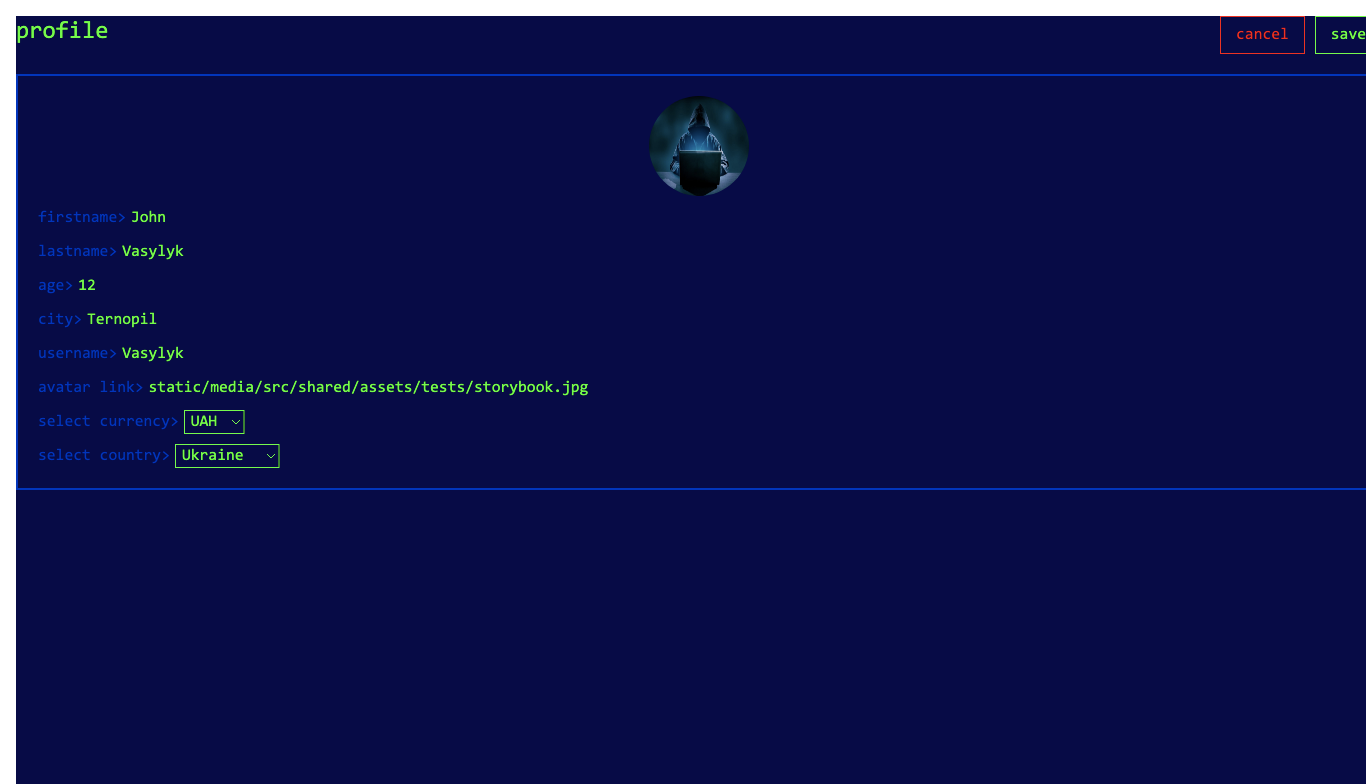 profile
cancel
save
firstname> John
lastname> Vasylyk
age> 12
city> Ternopil
username> Vasylyk
avatar link> static/media/src/shared/assets/tests/storybook.jpg
select currency> UAH
select country> Ukraine